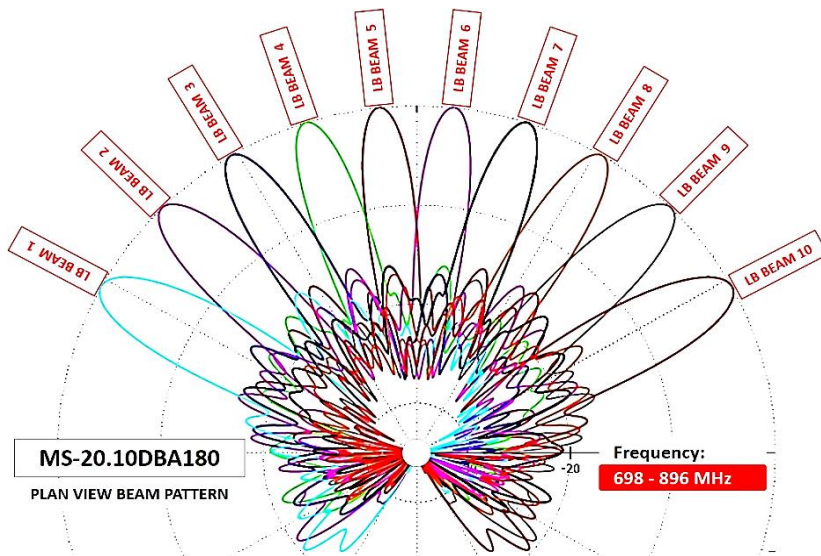 LB BEAM 1
LB BEAM 2
LB BEAM 3
LB BEAM 4
LB BEAM 5
LB BEAM 6
LB BEAM 7
LB BEAM 8
LB BEAM 9
LB BEAM 10
MS-20.10DBA180
PLAN VIEW BEAM PATTERN
-20
Frequency:
698 - 896 MHz